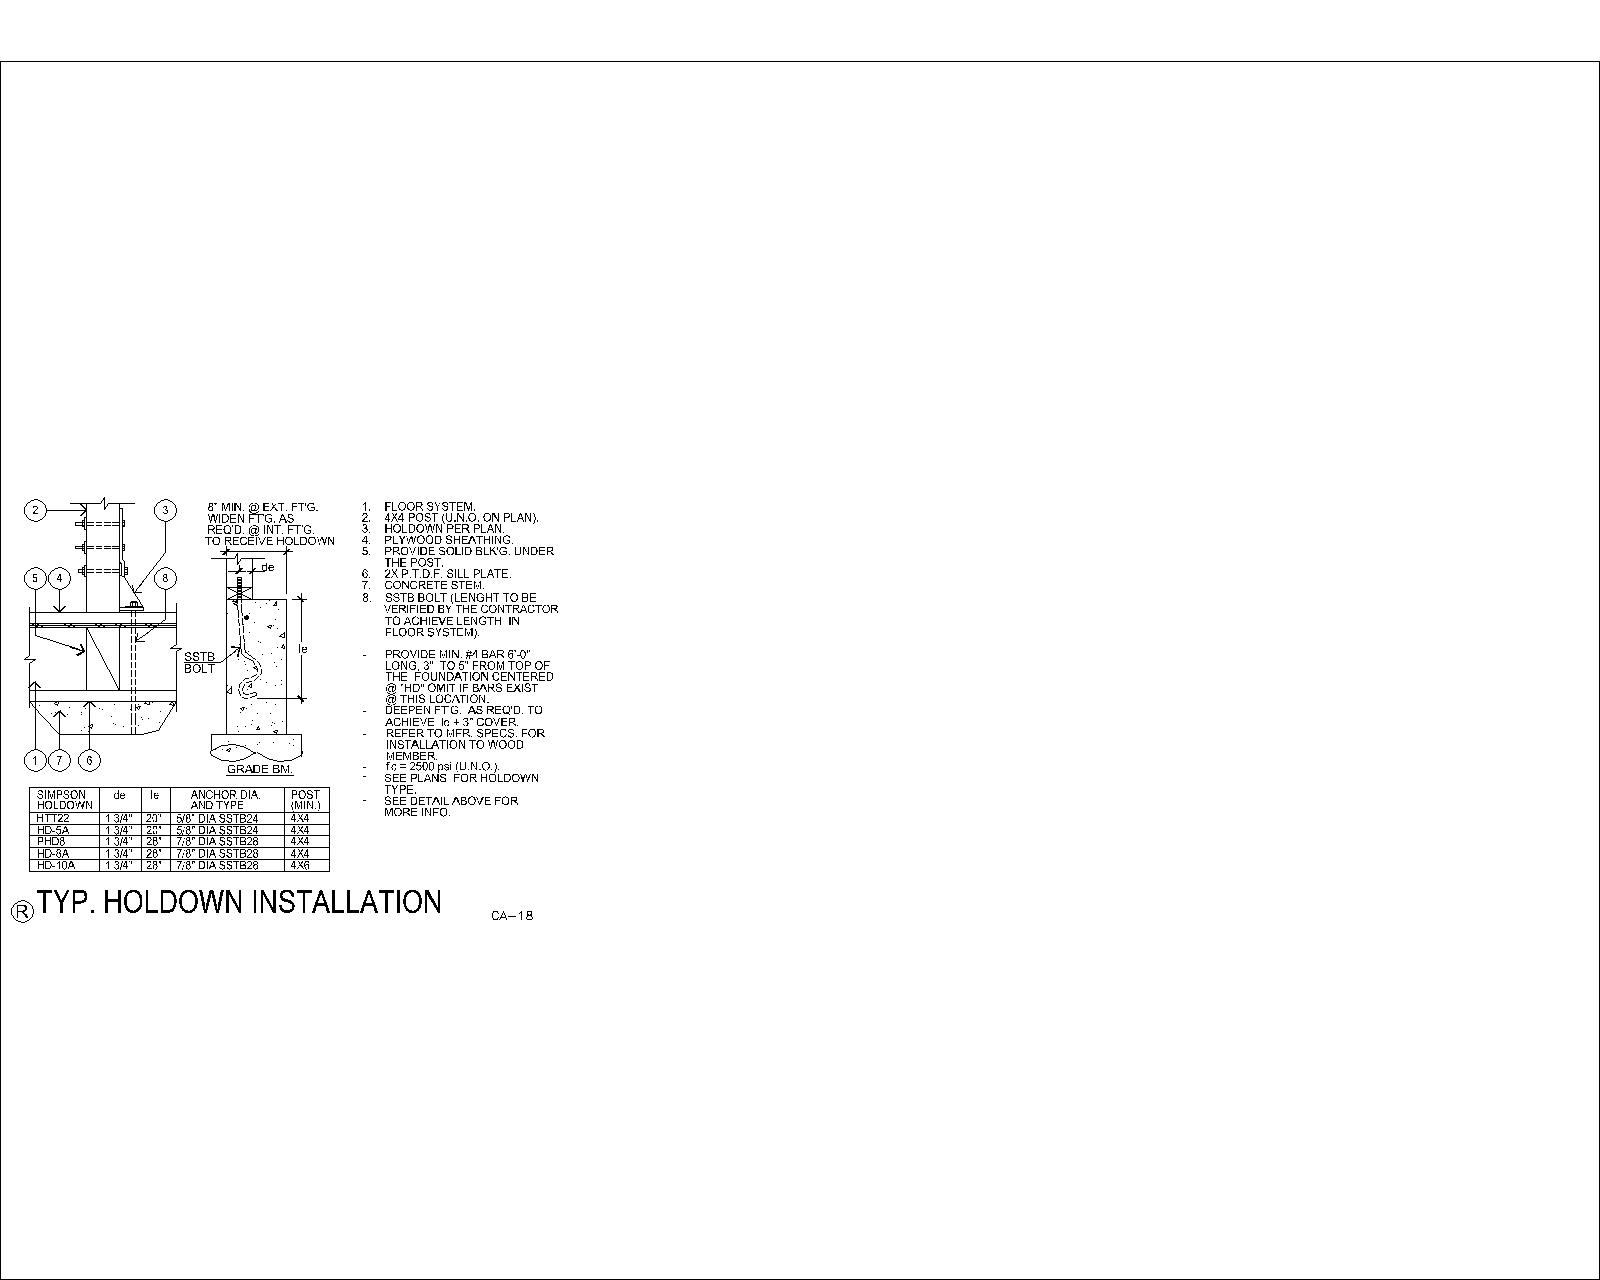 2
3
5
4
8
1
7
6
8" MIN. @ EXT. FT'G.
WIDEN FT'G. AS
REQ'D. @ INT. FT'G.
TO RECEIVE HOLDOWN
de
le
SSTB
BOLT
GRADE BM.
1. FLOOR SYSTEM.
2. 4X4 POST (U.N.O. ON PLAN).
3. HOLDOWN PER PLAN.
4. PLYWOOD SHEATHING.
5. PROVIDE SOLID BLK'G. UNDER
THE POST.
6. 2X P.T.D.F. SILL PLATE.
7. CONCRETE STEM.
8. SSTB BOLT (LENGHT TO BE
VERIFIED BY THE CONTRACTOR
TO ACHIEVE LENGTH IN
FLOOR SYSTEM).
- PROVIDE MIN. #4 BAR 6'-0"
LONG, 3" TO 5" FROM TOP OF
THE FOUNDATION CENTERED
@ "HD" OMIT IF BARS EXIST
@ THIS LOCATION.
- DEEPEN FT'G. AS REQ'D. TO
ACHIEVE le + 3" COVER.
- REFER TO MFR. SPECS. FOR
INSTALLATION TO WOOD
MEMBER.
- f'c = 2500 psi (U.N.O.).
- SEE PLANS FOR HOLDOWN
TYPE.
- SEE DETAIL ABOVE FOR
MORE INFO.
SIMPSON HOLDOWN de le ANCHOR DIA. AND TYPE POST (MIN.)
HTT22 1 3/4" 20" 5/8" DIA SSTB24 4X4
HD-5A 1 3/4" 20" 5/8" DIA SSTB24 4X4
PHD8 1 3/4" 28" 7/8" DIA SSTB28 4X4
HD-8A 1 3/4" 28" 7/8" DIA SSTB28 4X4
HD-10A 1 3/4" 28" 7/8" DIA SSTB28 4X6
R TYP. HOLDOWN INSTALLATION
CA-18